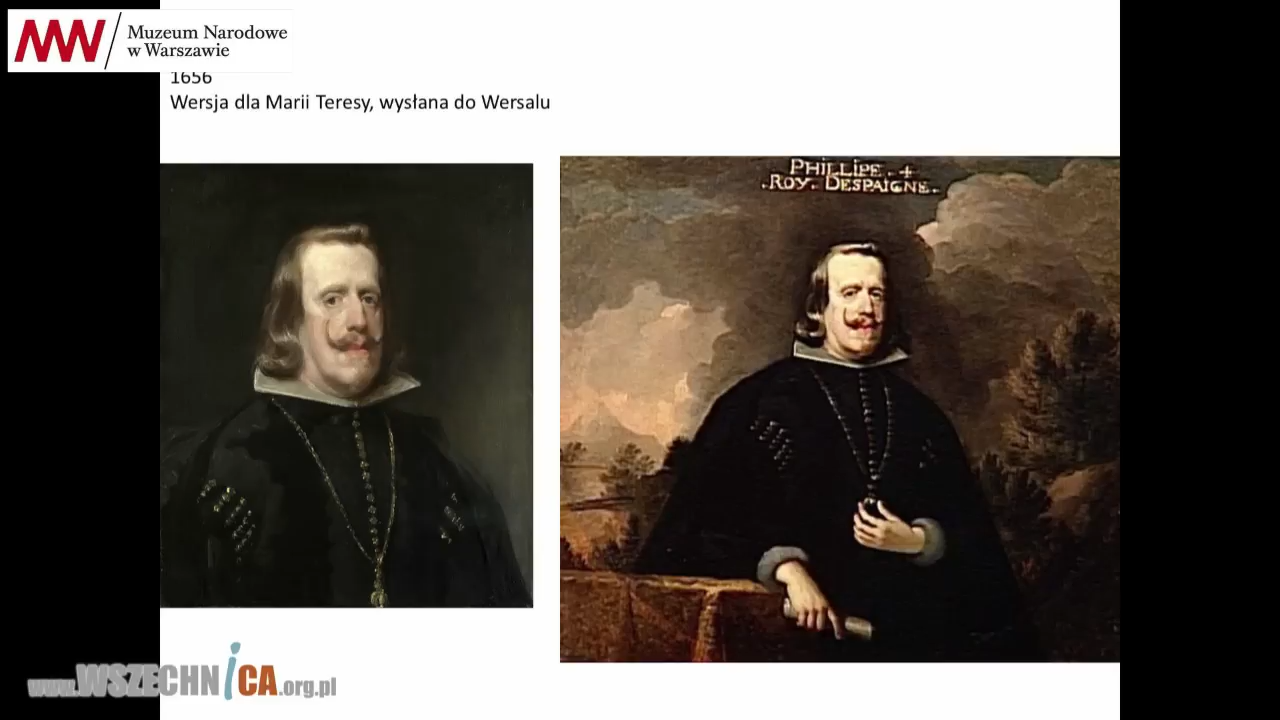 Muzeum Narodowe
w Warszawie
1656
Wersja dla Marii Teresy, wysłana do Wersalu
PHILLIPE . 4
.ROY. DESPAIGNE.
www.WSZECHNiCA.org.pl